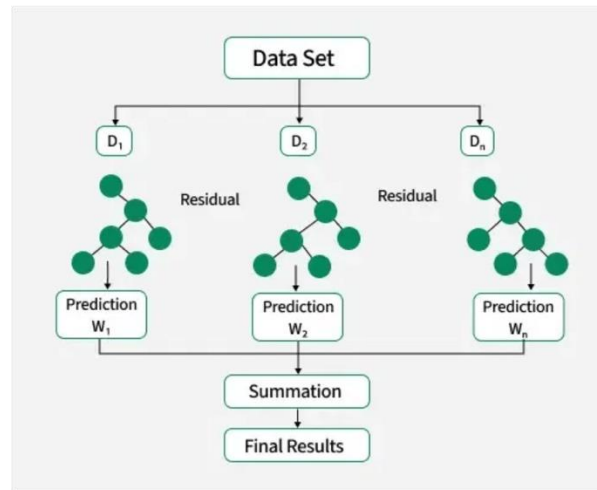 Data Set
D₁
D₂
Dₙ
Residual
Residual
Prediction
W₁
Prediction
W₂
Prediction
Wₙ
Summation
Final Results